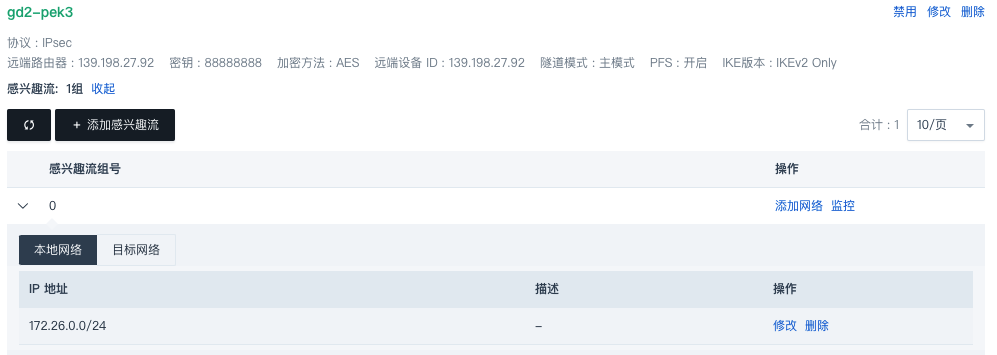 gd2-pek3 禁用 修改 删除
协议 : IPsec
远端路由器 : 139.198.27.92 密钥 : 88888888 加密方法 : AES 远端设备 ID : 139.198.27.92 隧道模式 : 主模式 PFS : 开启 IKE版本 : IKEv2 Only
感兴趣流: 1组 收起
+ 添加感兴趣流 合计 : 1 10/页
感兴趣流组号 操作
0 添加网络 监控
本地网络 目标网络
IP 地址 描述 操作
172.26.0.0/24 – 修改 删除